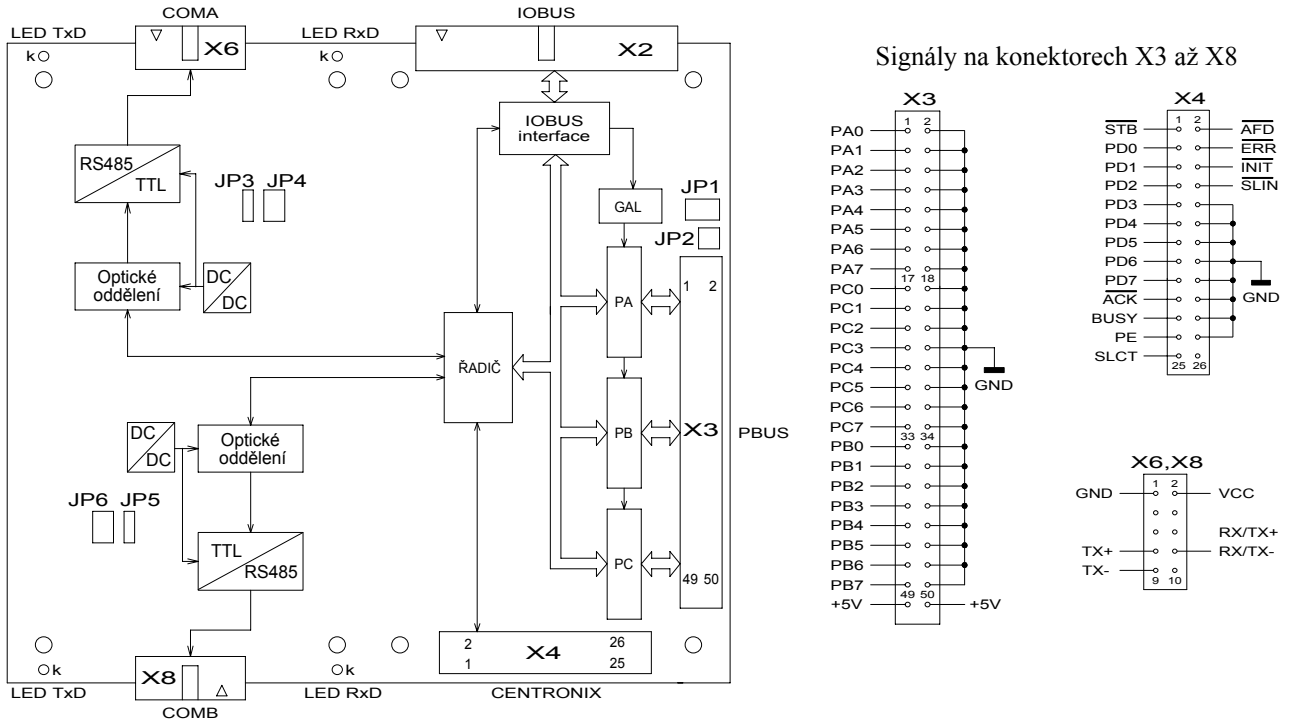 COMA
IOBUS
LED TxD
LED RxD
X6
X2
k
k
Signály na konektorech X3 až X8
IOBUS
interface
RS485
TTL
JP3 JP4
GAL
JP1
JP2
Optické
oddělení
DC
DC
1 2
PA
ŘADIČ
DC
DC
Optické
oddělení
PB
X3
PBUS
JP6 JP5
TTL
RS485
PC
49 50
2
1
X4
26
25
k
k
X8
LED TxD
LED RxD
CENTRONIX
COMB
X3
1 2
PA0
PA1
PA2
PA3
PA4
PA5
PA6
PA7
17 18
PC0
PC1
PC2
PC3
GND
PC4
PC5
PC6
PC7
33 34
PB0
PB1
PB2
PB3
PB4
PB5
PB6
PB7
49 50
+5V +5V
X4
1 2
STB AFD
PD0 ERR
PD1 INIT
PD2 SLIN
PD3
PD4
PD5
PD6
PD7
GND
ACK
BUSY
PE
SLCT
25 26
X6,X8
1 2
GND VCC
RX/TX+
TX+ RX/TX-
TX-
9 10